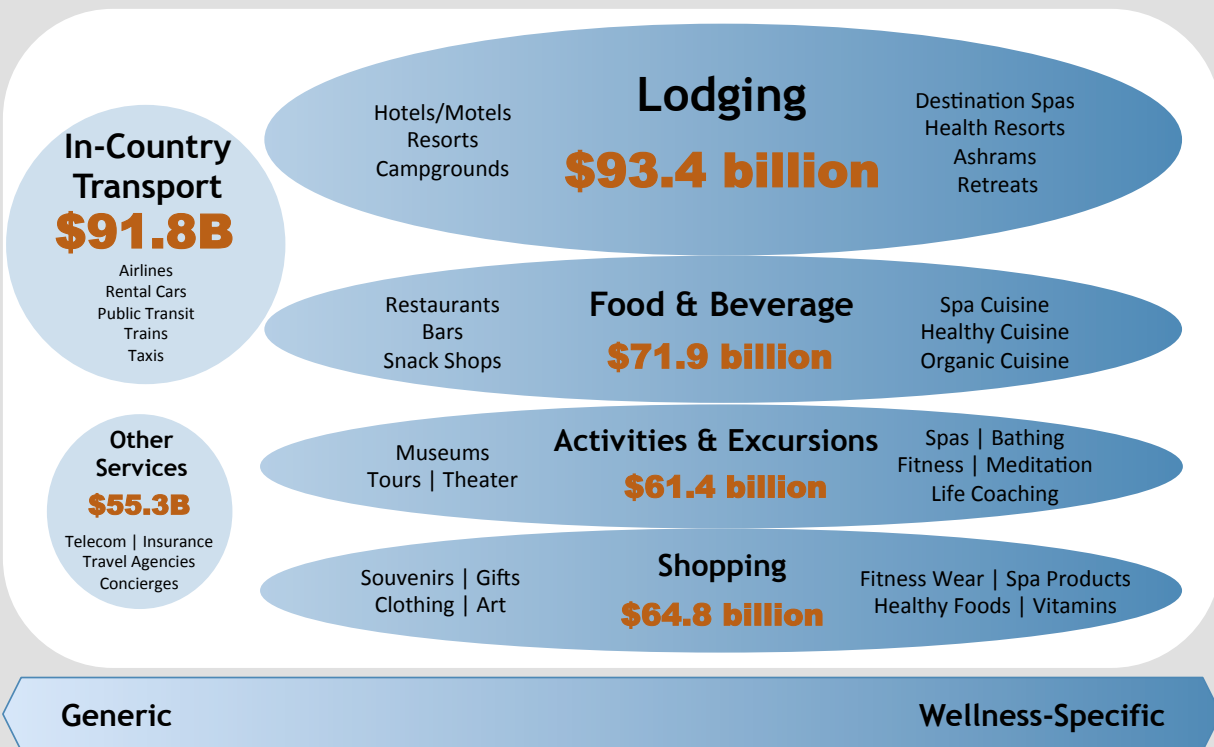 In-Country
Transport
$91.8B
Airlines
Rental Cars
Public Transit
Trains
Taxis
Other
Services
$55.3B
Telecom | Insurance
Travel Agencies
Concierges
Hotels/Motels
Resorts
Campgrounds
Lodging
$93.4 billion
Destination Spas
Health Resorts
Ashrams
Retreats
Restaurants
Bars
Snack Shops
Food & Beverage
$71.9 billion
Spa Cuisine
Healthy Cuisine
Organic Cuisine
Museums
Tours | Theater
Activities & Excursions
$61.4 billion
Spas | Bathing
Fitness | Meditation
Life Coaching
Souvenirs | Gifts
Clothing | Art
Shopping
$64.8 billion
Fitness Wear | Spa Products
Healthy Foods | Vitamins
Generic
Wellness-Specific